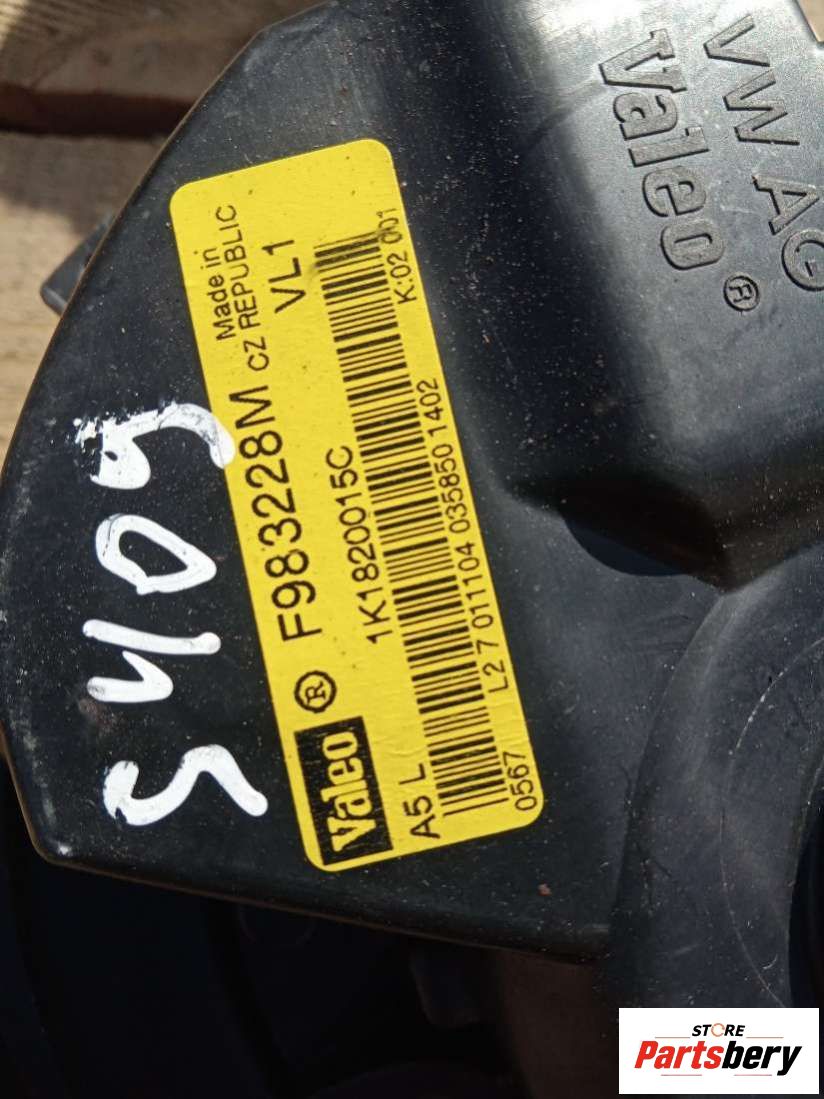 VW AG
Valeo ®
Made in
CZ REPUBLIC
VL1
F983228M
Valeo ®
1K1820015C
A5 L
K:02 001
L2 7 011104 035850 1402
0567
5405
STORE
Partsbery